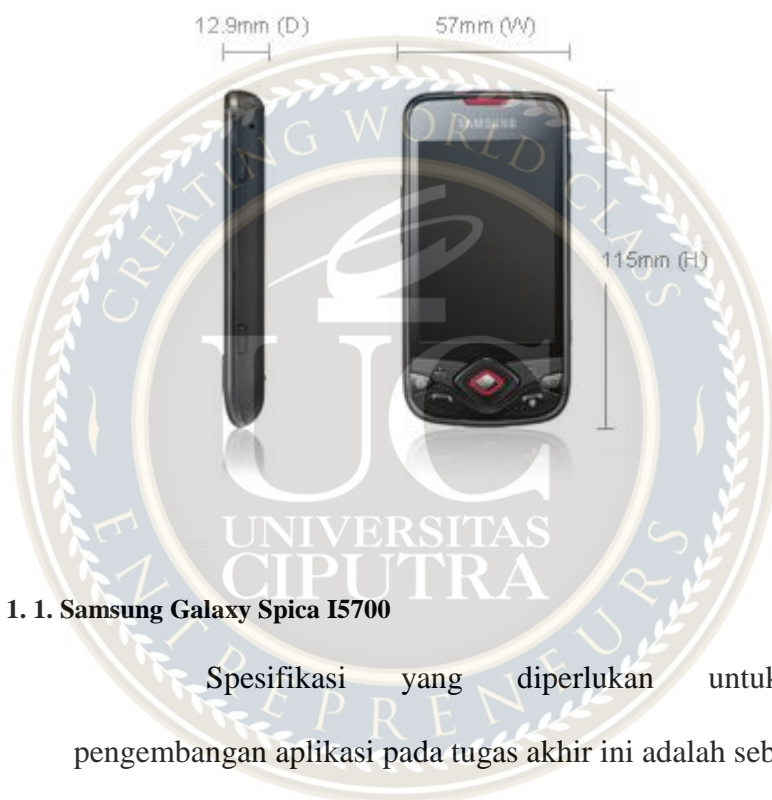 12.9mm (D) 57mm (W)
SAMSUNG
115mm (H)
CREATING WORLD CLASS
UC
UNIVERSITAS
CIPUTRA
ENTREPRENEURS
1. 1. Samsung Galaxy Spica I5700
Spesifikasi yang diperlukan untuk
pengembangan aplikasi pada tugas akhir ini adalah seb